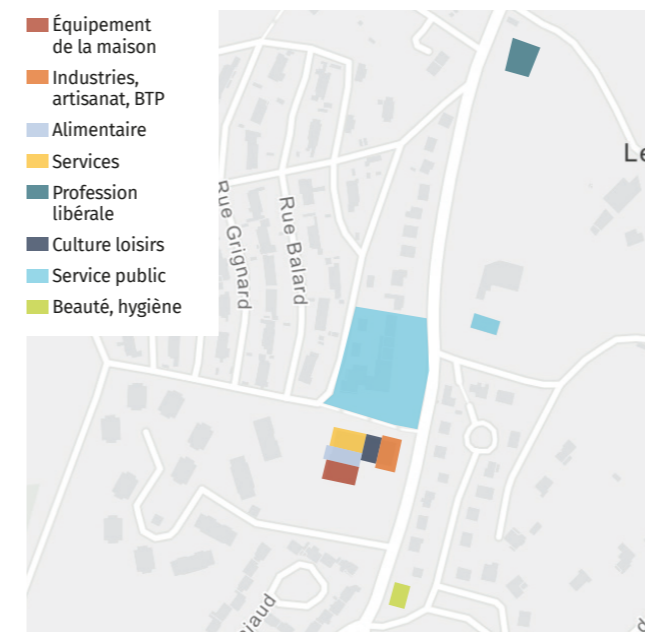 Équipement
de la maison
Industries,
artisanat, BTP
Alimentaire
Services
Profession
libérale
Culture loisirs
Service public
Beauté, hygiène
Le
Rue Grignard
Rue Balard
iaud